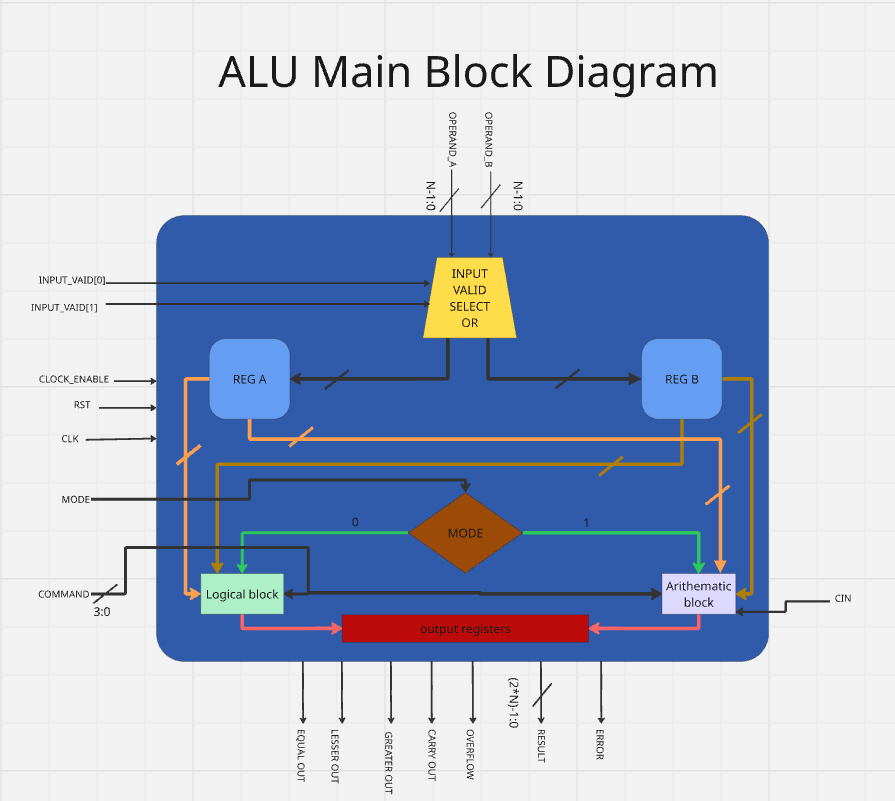 ALU Main Block Diagram
OPERAND_A
OPERAND_B
N-1:0
N-1:0
INPUT_VAID[0]
INPUT_VAID[1]
INPUT
VALID
SELECT
OR
CLOCK_ENABLE
RST
CLK
REG A
REG B
MODE
0
MODE
1
COMMAND
3:0
Logical block
Arithematic
block
CIN
output registers
EQUAL OUT
LESSER OUT
GREATER OUT
CARRY OUT
OVERFLOW
(2*N)-1:0
RESULT
ERROR